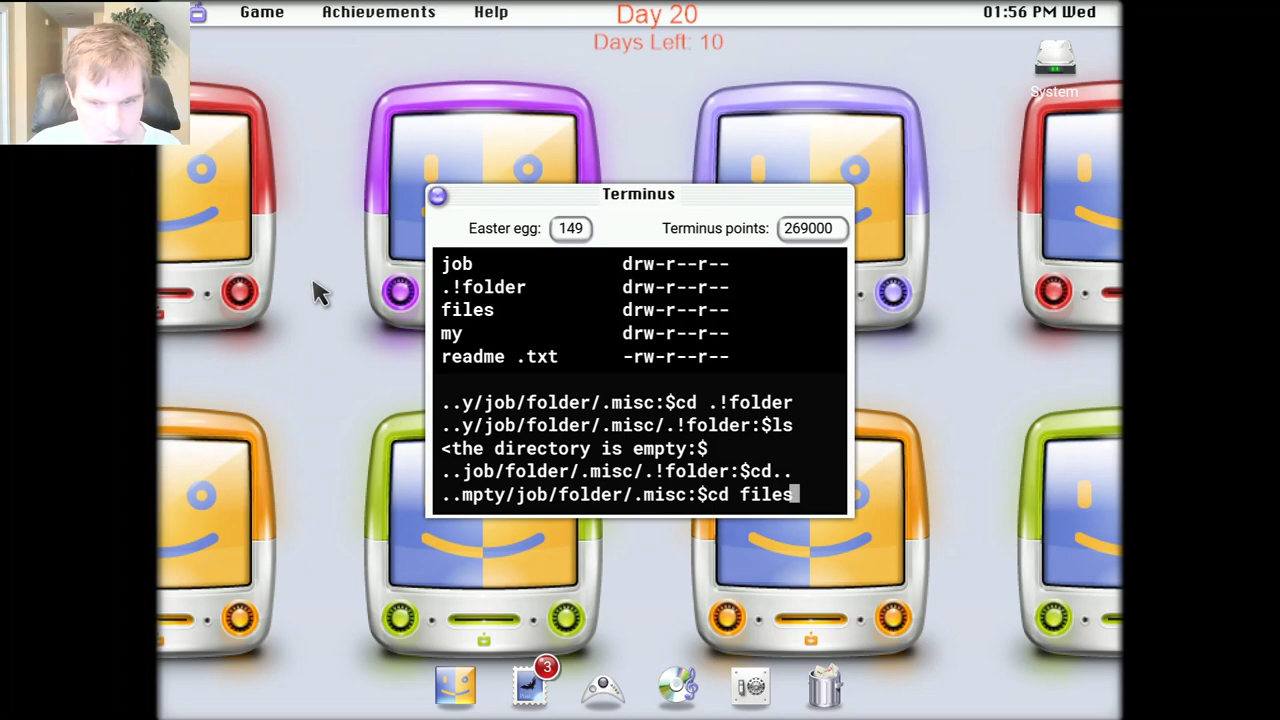 Game Achievements Help
Day 20
01:56 PM Wed
Days Left: 10
System
Terminus
Easter egg: 149 Terminus points: 269000
job drw-r--r--
.!folder drw-r--r--
files drw-r--r--
my drw-r--r--
readme .txt -rw-r--r--
..y/job/folder/.misc:$cd .!folder
..y/job/folder/.misc/.!folder:$ls
<the directory is empty:$
..job/folder/.misc/.!folder:$cd..
..mpty/job/folder/.misc:$cd files
3